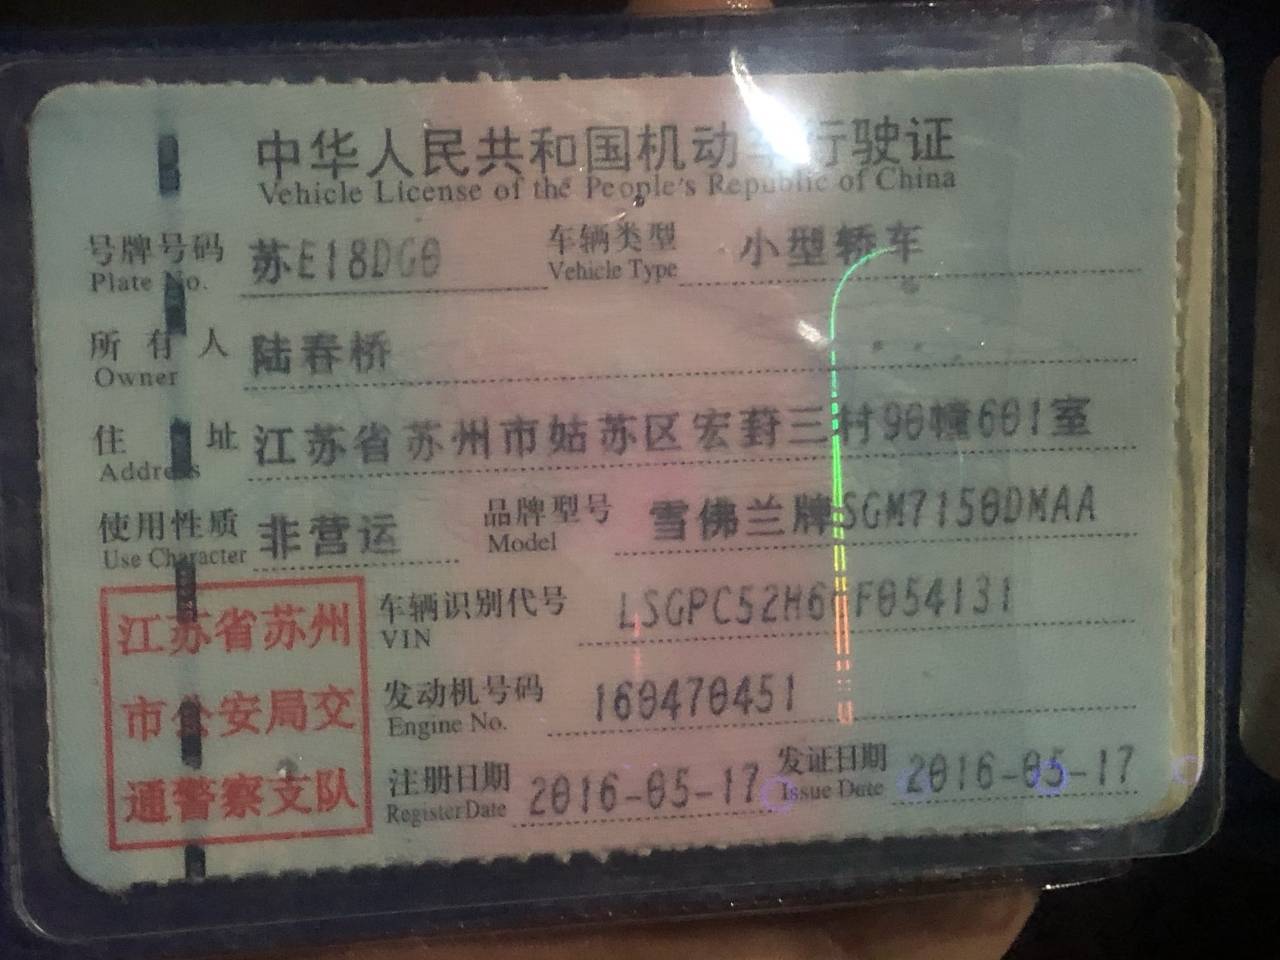 中华人民共和国机动车行驶证
Vehicle License of the People's Republic of China
号牌号码 苏E18DG0 车辆类型 小型轿车
Plate No. Vehicle Type
所有人 陆春桥
Owner
住址 江苏省苏州市姑苏区宏葑三村90幢601室
Address
使用性质 非营运 品牌型号 雪佛兰牌SGM7150DMAA
Use Character Model
江苏省苏州
市公安局交
通警察支队
车辆识别代号
VIN
发动机号码 160470451
Engine No.
注册日期 2016-05-17 发证日期 2016-05-17
Register Date Issue Date